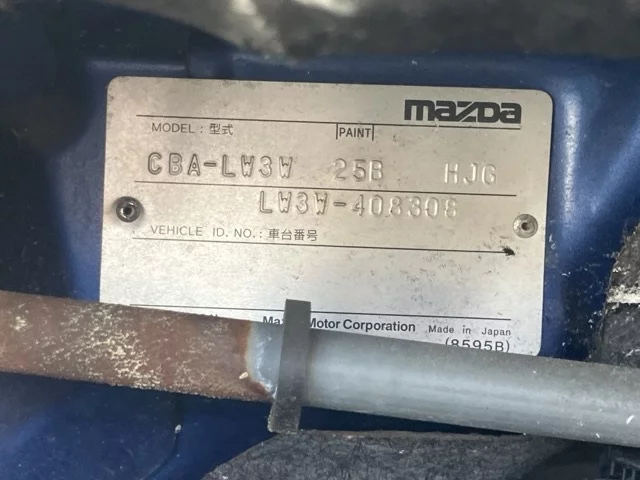 mazda
MODEL : 型式 PAINT
CBA-LW3W 25B HJG
LW3W-408308
VEHICLE ID. NO. : 車台番号
Motor Corporation Made in Japan
(8595B)